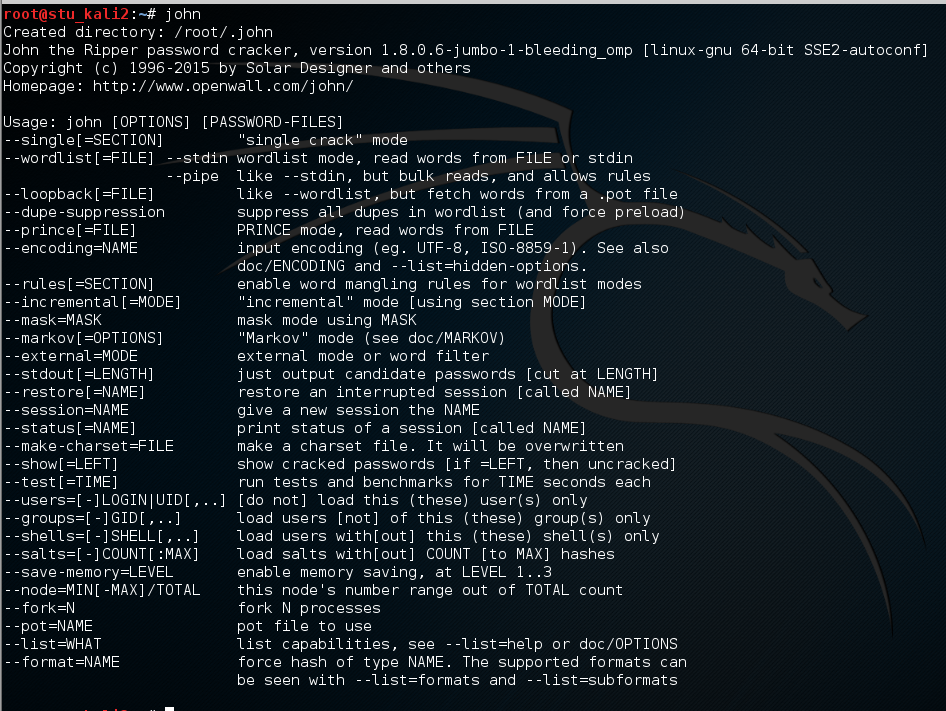 root@stu_kali2:~# john
Created directory: /root/.john
John the Ripper password cracker, version 1.8.0.6-jumbo-1-bleeding_omp [linux-gnu 64-bit SSE2-autoconf]
Copyright (c) 1996-2015 by Solar Designer and others
Homepage: http://www.openwall.com/john/

Usage: john [OPTIONS] [PASSWORD-FILES]
--single[=SECTION]        "single crack" mode
--wordlist[=FILE] --stdin wordlist mode, read words from FILE or stdin
                  --pipe  like --stdin, but bulk reads, and allows rules
--loopback[=FILE]         like --wordlist, but fetch words from a .pot file
--dupe-suppression        suppress all dupes in wordlist (and force preload)
--prince[=FILE]           PRINCE mode, read words from FILE
--encoding=NAME           input encoding (eg. UTF-8, ISO-8859-1). See also
                          doc/ENCODING and --list=hidden-options.
--rules[=SECTION]         enable word mangling rules for wordlist modes
--incremental[=MODE]      "incremental" mode [using section MODE]
--mask=MASK               mask mode using MASK
--markov[=OPTIONS]        "Markov" mode (see doc/MARKOV)
--external=MODE           external mode or word filter
--stdout[=LENGTH]         just output candidate passwords [cut at LENGTH]
--restore[=NAME]          restore an interrupted session [called NAME]
--session=NAME            give a new session the NAME
--status[=NAME]           print status of a session [called NAME]
--make-charset=FILE       make a charset file. It will be overwritten
--show[=LEFT]             show cracked passwords [if =LEFT, then uncracked]
--test[=TIME]             run tests and benchmarks for TIME seconds each
--users=[-]LOGIN|UID[,..] [do not] load this (these) user(s) only
--groups=[-]GID[,..]      load users [not] of this (these) group(s) only
--shells=[-]SHELL[,..]    load users with[out] this (these) shell(s) only
--salts=[-]COUNT[:MAX]    load salts with[out] COUNT [to MAX] hashes
--save-memory=LEVEL       enable memory saving, at LEVEL 1..3
--node=MIN[-MAX]/TOTAL    this node's number range out of TOTAL count
--fork=N                  fork N processes
--pot=NAME                pot file to use
--list=WHAT               list capabilities, see --list=help or doc/OPTIONS
--format=NAME             force hash of type NAME. The supported formats can
                          be seen with --list=formats and --list=subformats